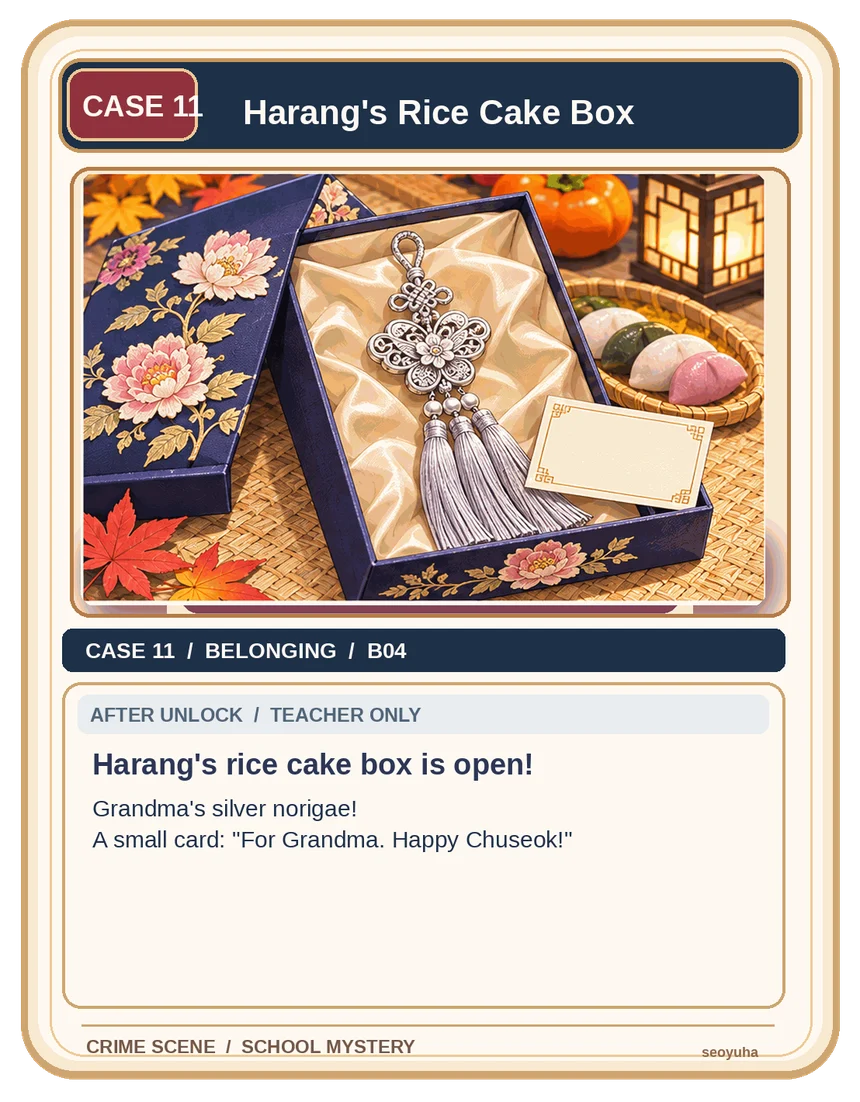 CASE 11
Harang's Rice Cake Box
CASE 11 / BELONGING / B04
AFTER UNLOCK / TEACHER ONLY
Harang's rice cake box is open!
Grandma's silver norigae!
A small card: "For Grandma. Happy Chuseok!"
CRIME SCENE / SCHOOL MYSTERY
seoyuha